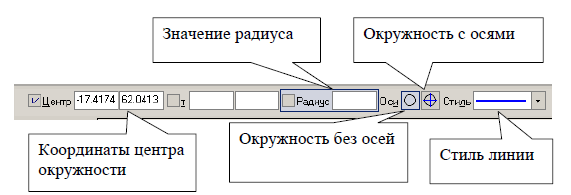 Значение радиуса
Окружность с осями
Центр -17.4174 62.0413 т Радиус Оси Стиль
Координаты центра
окружности
Окружность без осей
Стиль линии